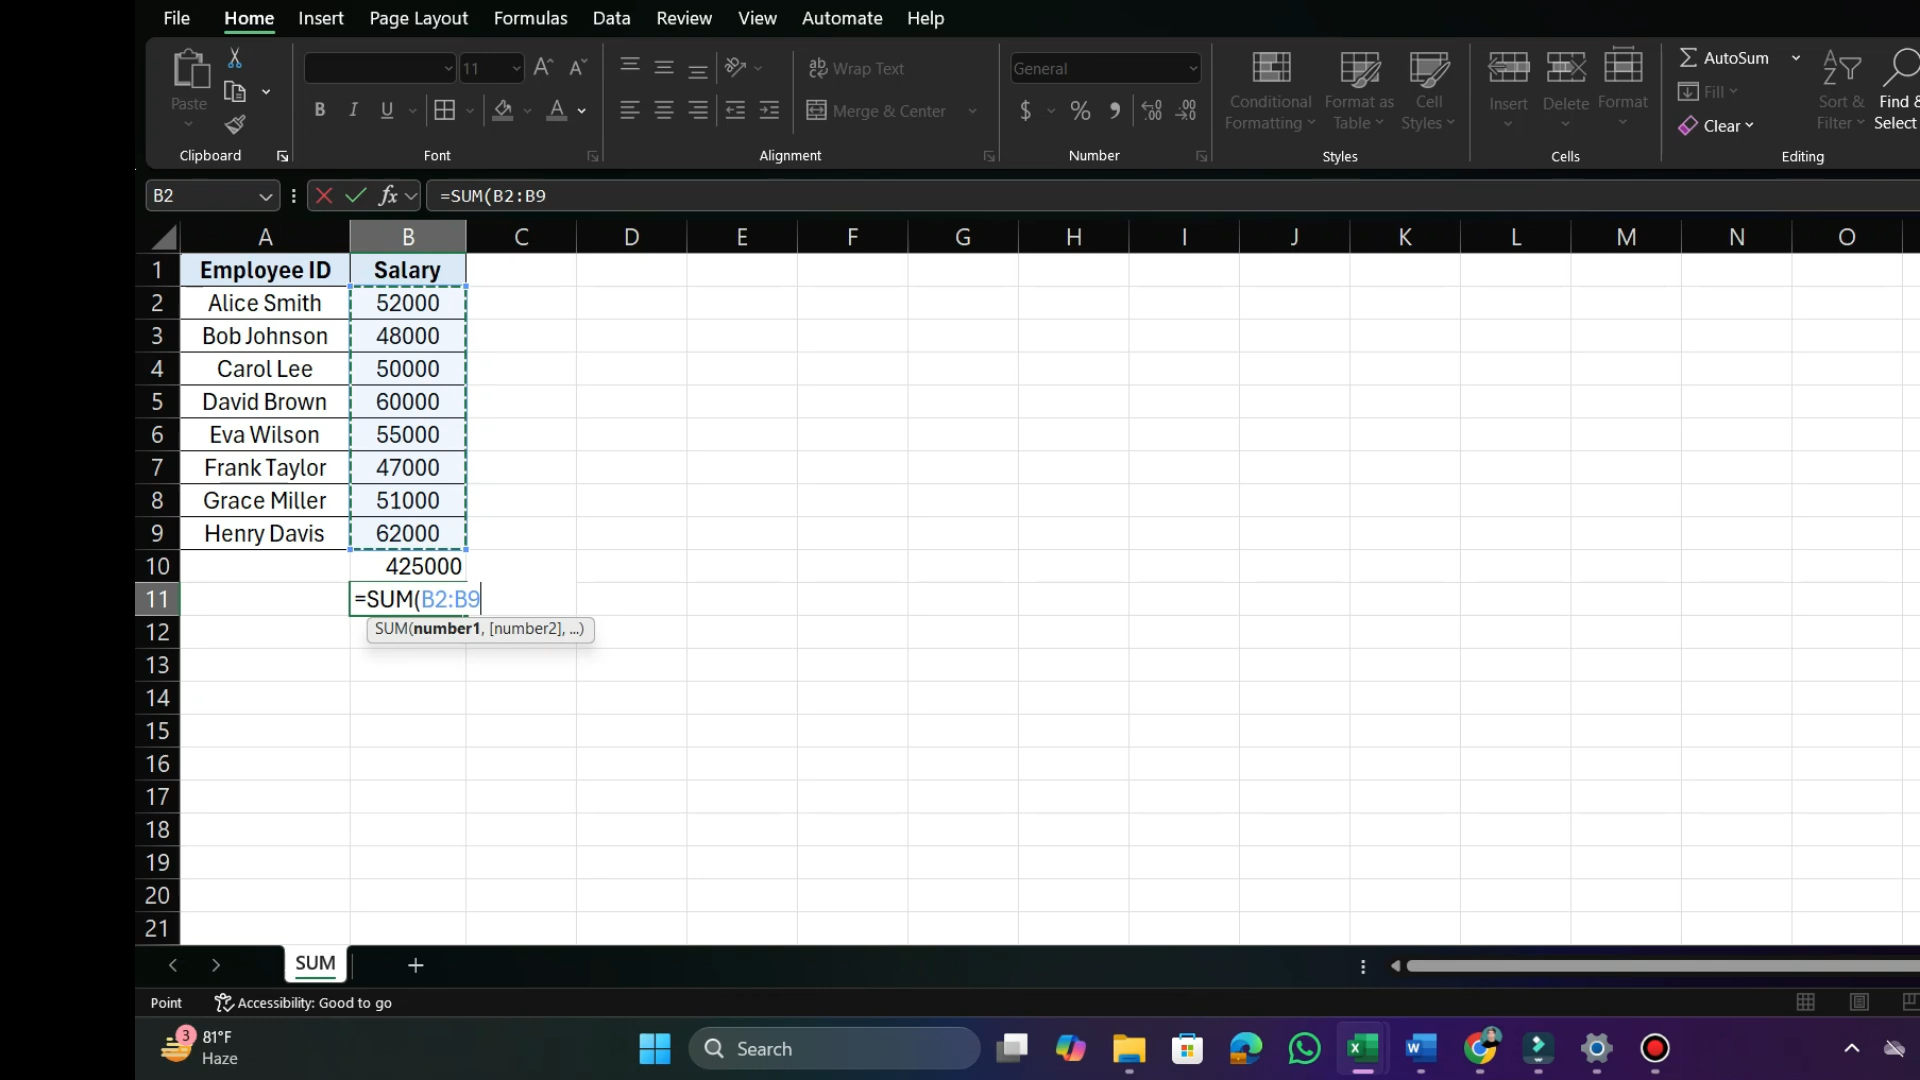 File Home Insert Page Layout Formulas Data Review View Automate Help
Paste
Clipboard
11
B I U A
Font
ab Wrap Text
Merge & Center
Alignment
General
$ % , .00
Number
Conditional Formatting
Format as Table
Cell Styles
Styles
Insert Delete Format
Cells
AutoSum
Fill
Clear
Sort & Filter
Find &
Select
Editing
B2 fx =SUM(B2:B9
A B C D E F G H I J K L M N O
1 Employee ID Salary
2 Alice Smith 52000
3 Bob Johnson 48000
4 Carol Lee 50000
5 David Brown 60000
6 Eva Wilson 55000
7 Frank Taylor 47000
8 Grace Miller 51000
9 Henry Davis 62000
10 425000
11 =SUM(B2:B9
12 SUM(number1, [number2], ...)
13
14
15
16
17
18
19
20
21
SUM +
Point Accessibility: Good to go
3 81°F
Haze
Search